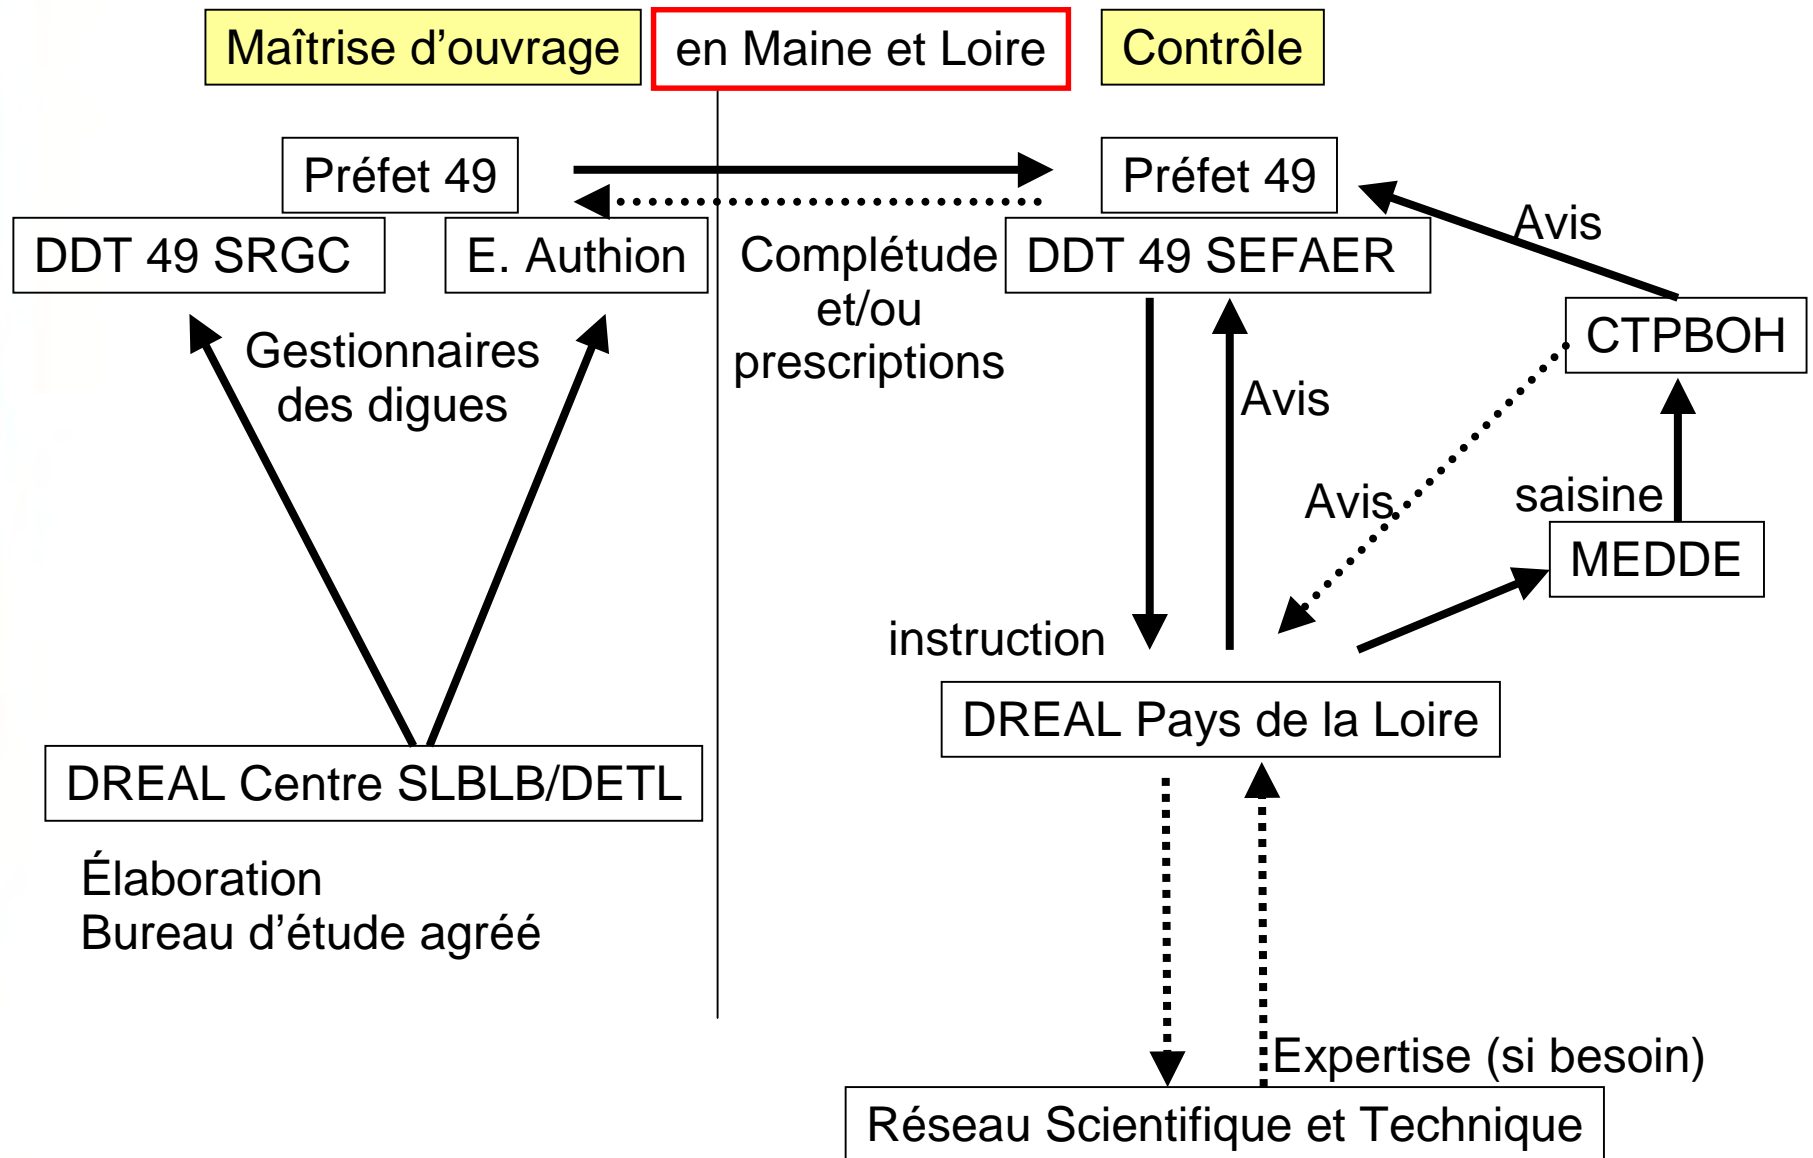 Maîtrise d'ouvrage
en Maine et Loire
Contrôle
Préfet 49
DDT 49 SRGC
E. Authion
Gestionnaires
des digues
DREAL Centre SLBLB/DETL
Élaboration
Bureau d'étude agréé
Complétude
et/ou
prescriptions
Préfet 49
DDT 49 SEFAER
Avis
CTPBOH
Avis
Avis
saisine
MEDDE
instruction
DREAL Pays de la Loire
Expertise (si besoin)
Réseau Scientifique et Technique